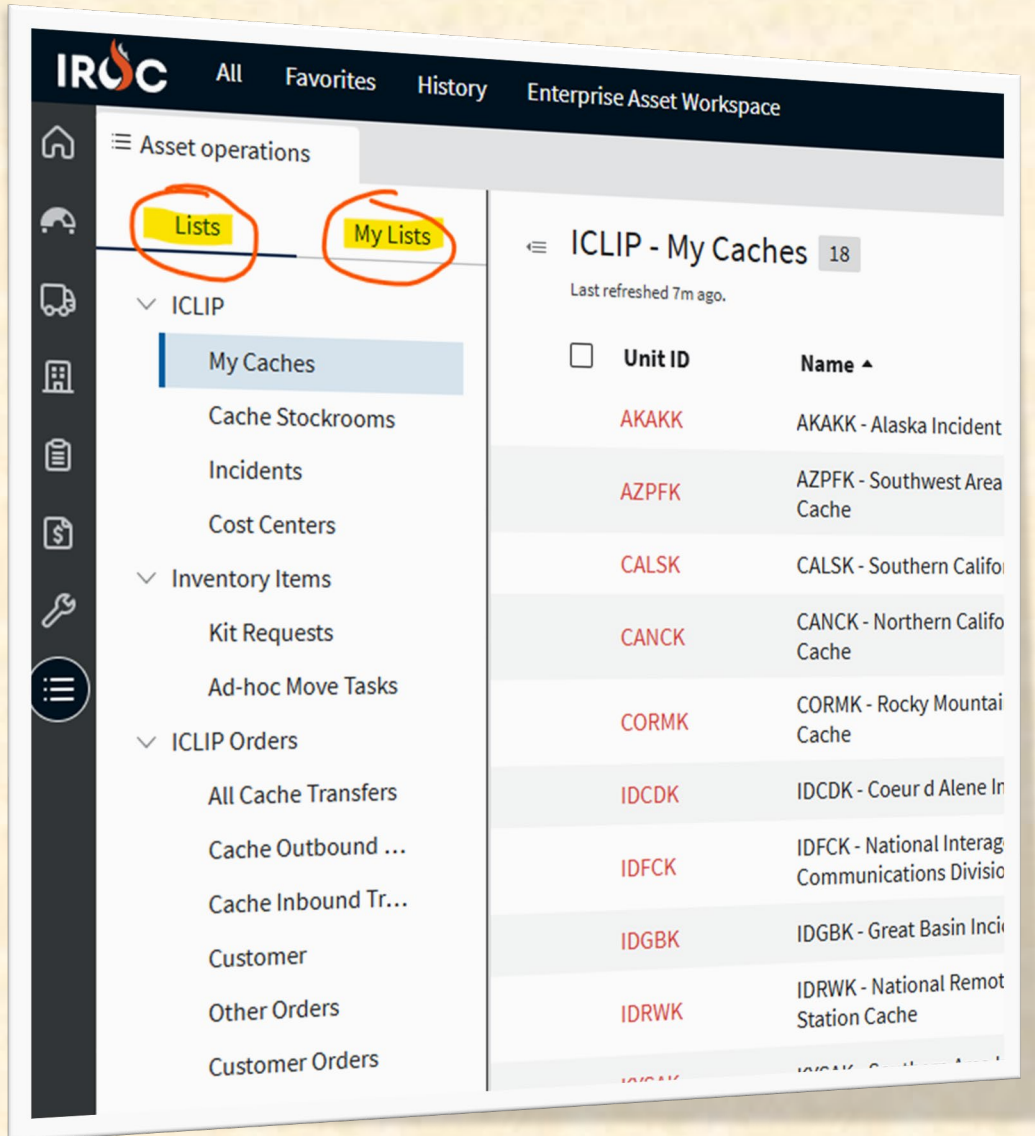 IROC All Favorites History Enterprise Asset Workspace
Asset operations
Lists My Lists
ICLIP
My Caches
Cache Stockrooms
Incidents
Cost Centers
Inventory Items
Kit Requests
Ad-hoc Move Tasks
ICLIP Orders
All Cache Transfers
Cache Outbound ...
Cache Inbound Tr...
Customer
Other Orders
Customer Orders
ICLIP - My Caches 18
Last refreshed 7m ago.
Unit ID Name
AKAKK AKAKK - Alaska Incident
AZPFK AZPFK - Southwest Area
Cache
CALSK CALSK - Southern Califo
CANCK CANCK - Northern Califo
Cache
CORMK CORMK - Rocky Mountai
Cache
IDCDK IDCDK - Coeur d Alene In
IDFCK IDFCK - National Interag
Communications Divisio
IDGBK IDGBK - Great Basin Inci
IDRWK IDRWK - National Remot
Station Cache